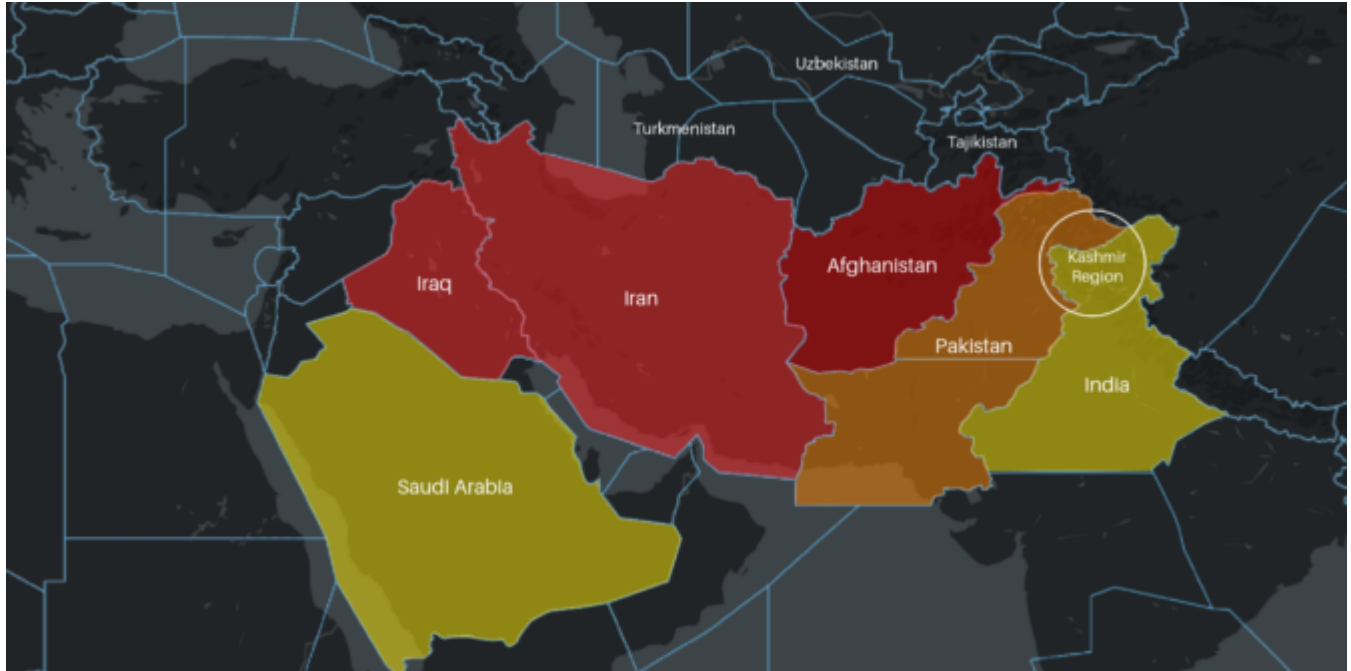 Uzbekistan
Turkmenistan
Tajikistan
Afghanistan
Kashmir
Region
Iraq
Iran
Pakistan
India
Saudi Arabia